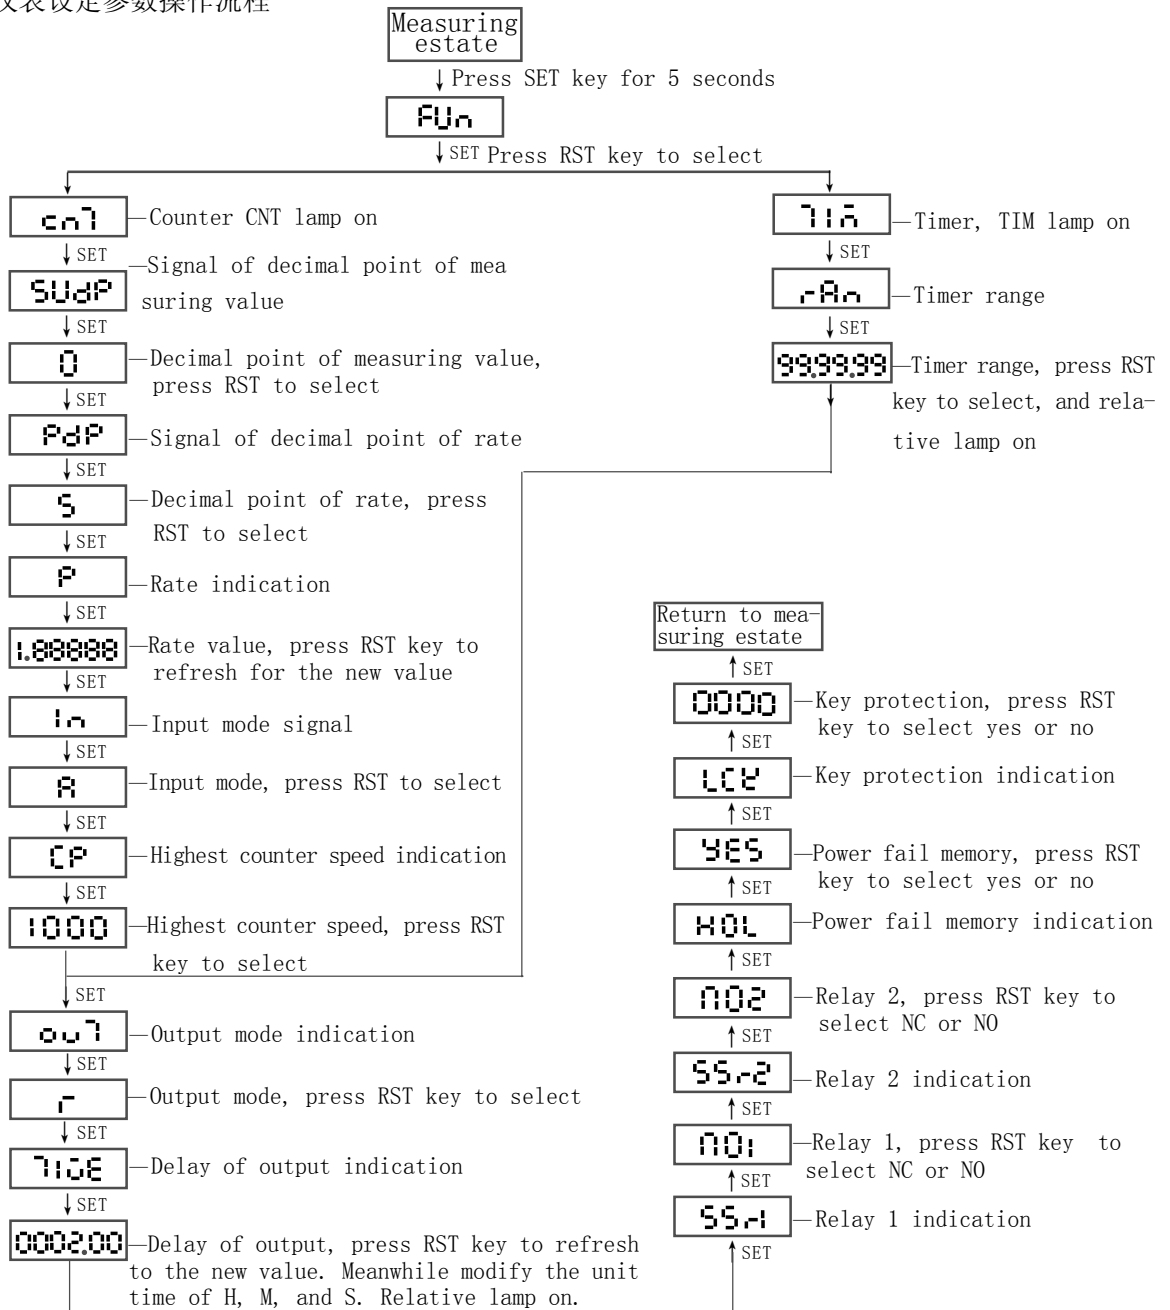 仪表设定参数操作流程
Measuring
estate
Press SET key for 5 seconds
FUn
SET Press RST key to select
cnT
Counter CNT lamp on
SET
SUdP
Signal of decimal point of mea
suring value
SET
0
Decimal point of measuring value,
press RST to select
SET
PdP
Signal of decimal point of rate
SET
5
Decimal point of rate, press
RST to select
SET
P
Rate indication
SET
1.88888
Rate value, press RST key to
refresh for the new value
SET
In
Input mode signal
SET
A
Input mode, press RST to select
SET
CP
Highest counter speed indication
SET
1000
Highest counter speed, press RST
key to select
SET
ouT
Output mode indication
SET
r
Output mode, press RST key to select
SET
TIME
Delay of output indication
SET
0002.00
Delay of output, press RST key to refresh
to the new value. Meanwhile modify the unit
time of H, M, and S. Relative lamp on.
TIM
Timer, TIM lamp on
SET
rAn
Timer range
SET
99.99.99
Timer range, press RST
key to select, and rela-
tive lamp on
Return to mea-
suring estate
SET
0000
Key protection, press RST
key to select yes or no
SET
LCK
Key protection indication
SET
YES
Power fail memory, press RST
key to select yes or no
SET
HOL
Power fail memory indication
SET
NO2
Relay 2, press RST key to
select NC or NO
SET
SSr2
Relay 2 indication
SET
NO1
Relay 1, press RST key to
select NC or NO
SET
SSr1
Relay 1 indication
SET